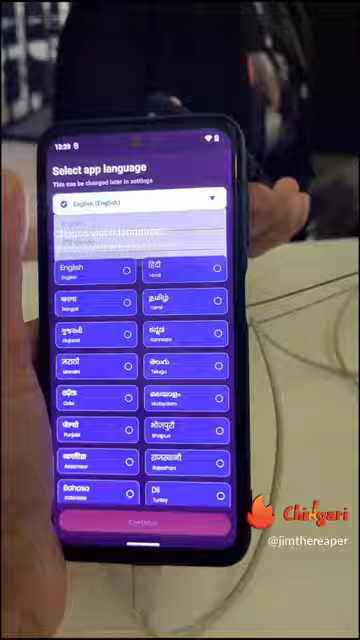 12:29
Select app language
This can be changed later in settings
English (English)
English
English
हिंदी
Hindi
বাংলা
Bengali
தமிழ்
Tamil
ગુજરાતી
Gujarati
ಕನ್ನಡ
Kannada
मराठी
Marathi
తెలుగు
Telugu
ଓଡ଼ିଆ
Odia
മലയാളം
Malayalam
ਪੰਜਾਬੀ
Punjabi
भोजपुरी
Bhojpuri
অসমীয়া
Assamese
राजस्थानी
Rajasthani
Bahasa
Indonesia
Dil
Turkey
Continue
Chingari
@jimthereaper